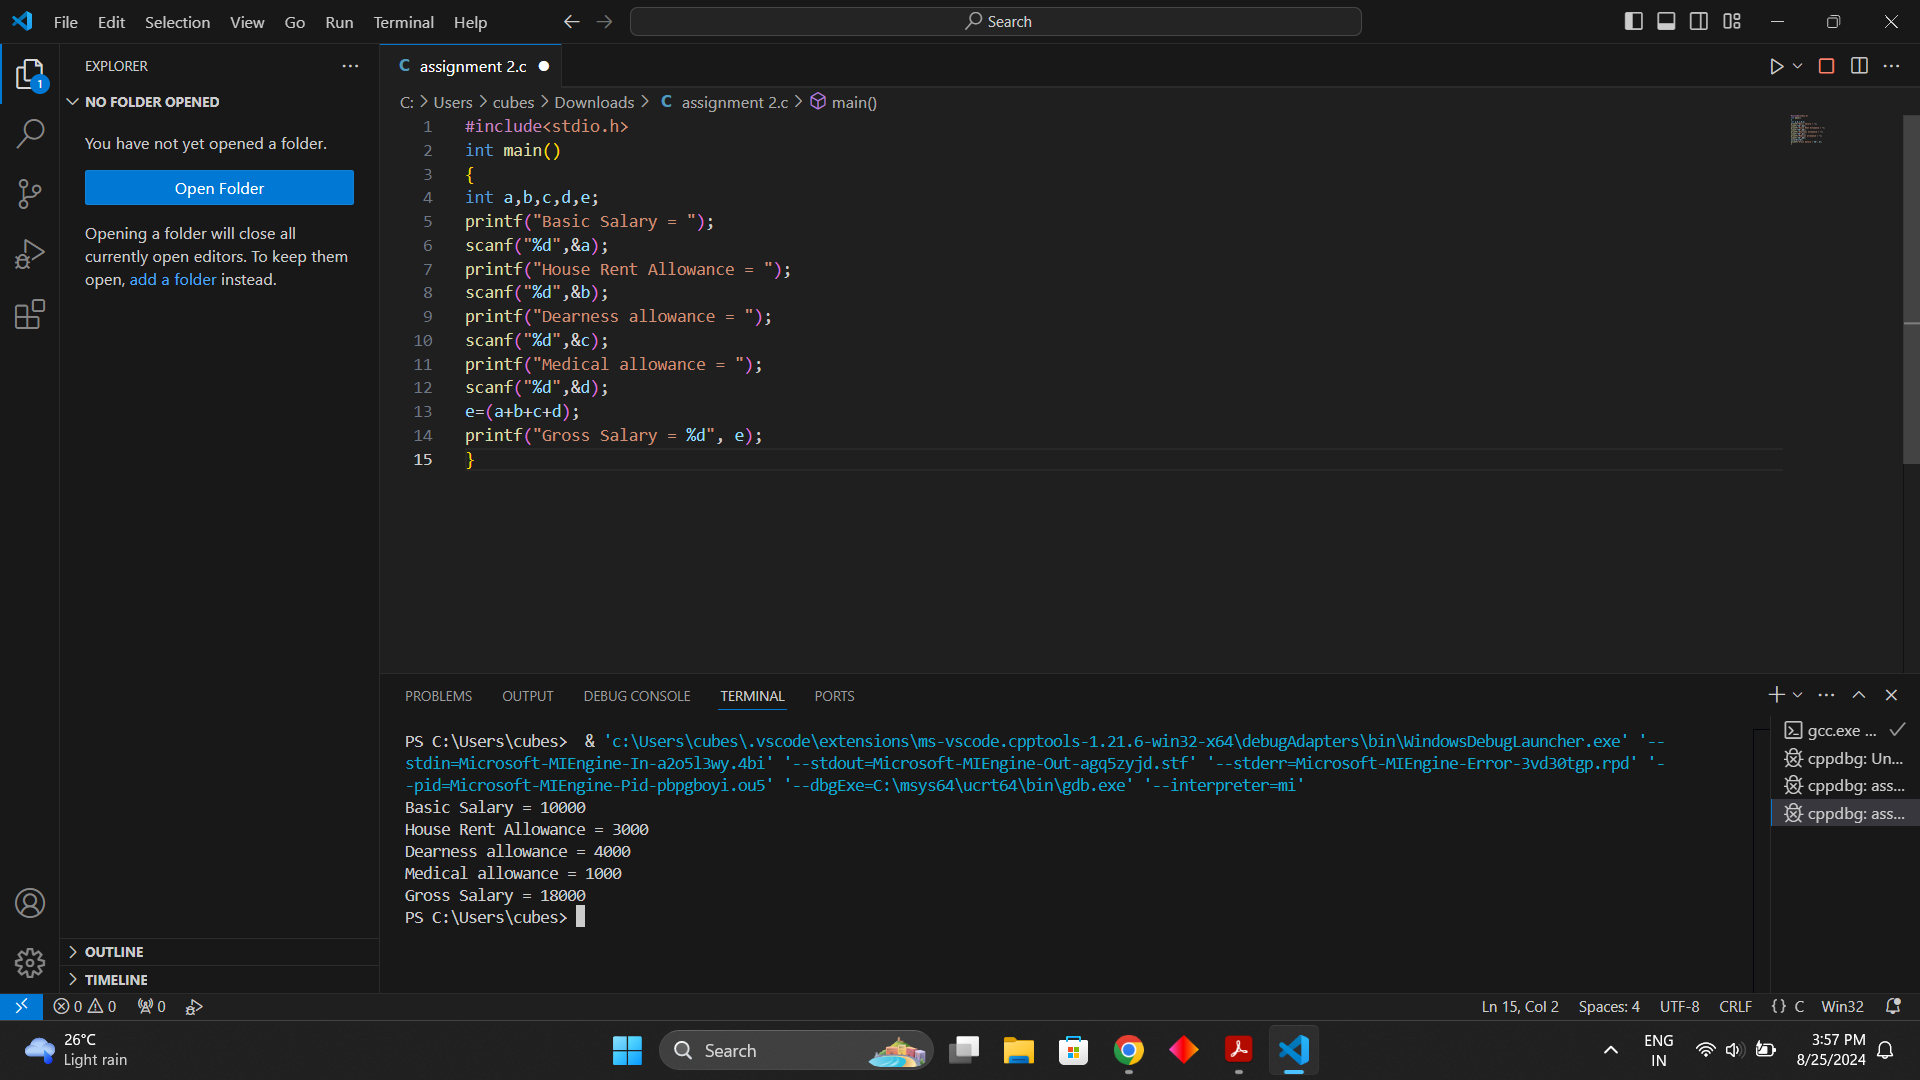 File Edit Selection View Go Run Terminal Help
Search
EXPLORER
NO FOLDER OPENED
You have not yet opened a folder.
Open Folder
Opening a folder will close all
currently open editors. To keep them
open, add a folder instead.
OUTLINE
TIMELINE
C assignment 2.c
C: > Users > cubes > Downloads > C assignment 2.c > main()
1 #include<stdio.h>
2 int main()
3 {
4 int a,b,c,d,e;
5 printf("Basic Salary = ");
6 scanf("%d",&a);
7 printf("House Rent Allowance = ");
8 scanf("%d",&b);
9 printf("Dearness allowance = ");
10 scanf("%d",&c);
11 printf("Medical allowance = ");
12 scanf("%d",&d);
13 e=(a+b+c+d);
14 printf("Gross Salary = %d", e);
15 }
PROBLEMS OUTPUT DEBUG CONSOLE TERMINAL PORTS
PS C:\Users\cubes>  & 'c:\Users\cubes\.vscode\extensions\ms-vscode.cpptools-1.21.6-win32-x64\debugAdapters\bin\WindowsDebugLauncher.exe' '--
stdin=Microsoft-MIEngine-In-a2o5l3wy.4bi' '--stdout=Microsoft-MIEngine-Out-agq5zyjd.stf' '--stderr=Microsoft-MIEngine-Error-3vd30tgp.rpd' '-
-pid=Microsoft-MIEngine-Pid-pbpgboyi.ou5' '--dbgExe=C:\msys64\ucrt64\bin\gdb.exe' '--interpreter=mi'
Basic Salary = 10000
House Rent Allowance = 3000
Dearness allowance = 4000
Medical allowance = 1000
Gross Salary = 18000
PS C:\Users\cubes>
gcc.exe ...
cppdbg: Un...
cppdbg: ass...
cppdbg: ass...
1
0 0 0
Ln 15, Col 2 Spaces: 4 UTF-8 CRLF {} C Win32
26°C
Light rain
Search
ENG
IN
3:57 PM
8/25/2024